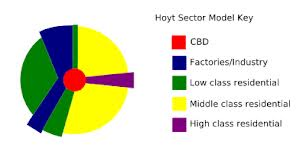 Hoyt Sector Model Key
CBD
Factories/Industry
Low class residential
Middle class residential
High class residential